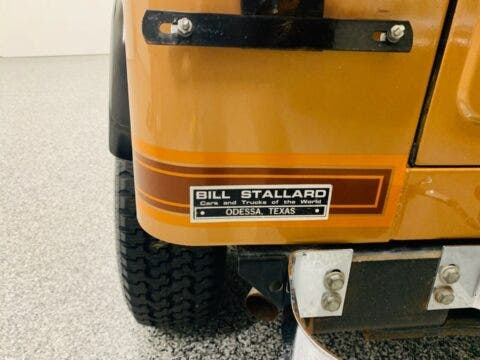 BILL STALLARD
Cars and Trucks of the World
ODESSA, TEXAS